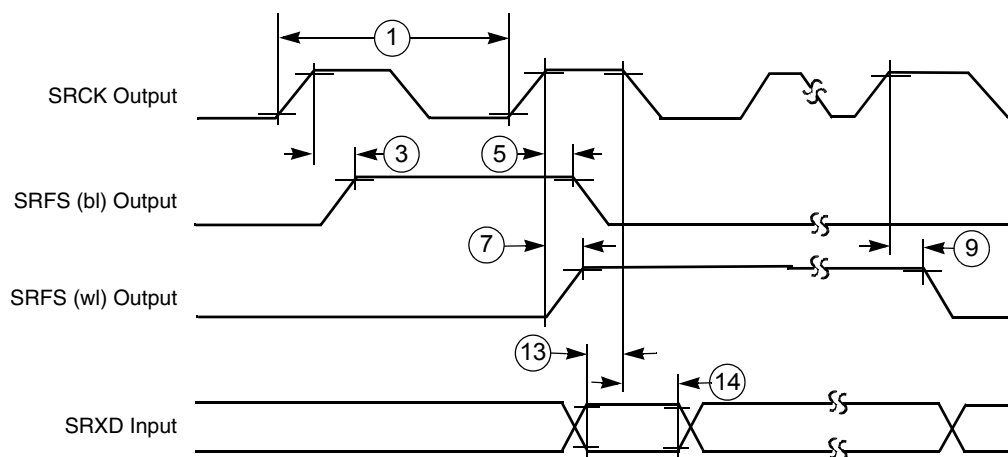 1
SRCK Output
3
5
SRFS (bl) Output
7
9
SRFS (wl) Output
13
14
SRXD Input